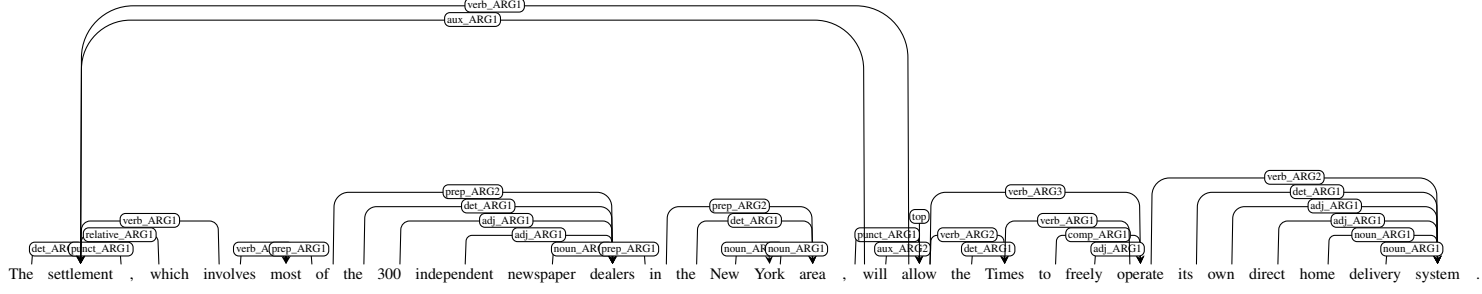 verb_ARG1
aux_ARG1
verb_ARG2
prep_ARG2 verb_ARG3 det_ARG1
det_ARG1 prep_ARG2 adj_ARG1
verb_ARG1 adj_ARG1 det_ARG1 top verb_ARG1 adj_ARG1
relative_ARG1 adj_ARG1 punct_ARG1 verb_ARG2 comp_ARG1 noun_ARG1
punct_ARG1 prep_ARG1 prep_ARG1 noun_ARG1 aux_ARG2 det_ARG1 adj_ARG1 noun_ARG1
The settlement , which involves most of the 300 independent newspaper dealers in the New York area , will allow the Times to freely operate its own direct home delivery system .